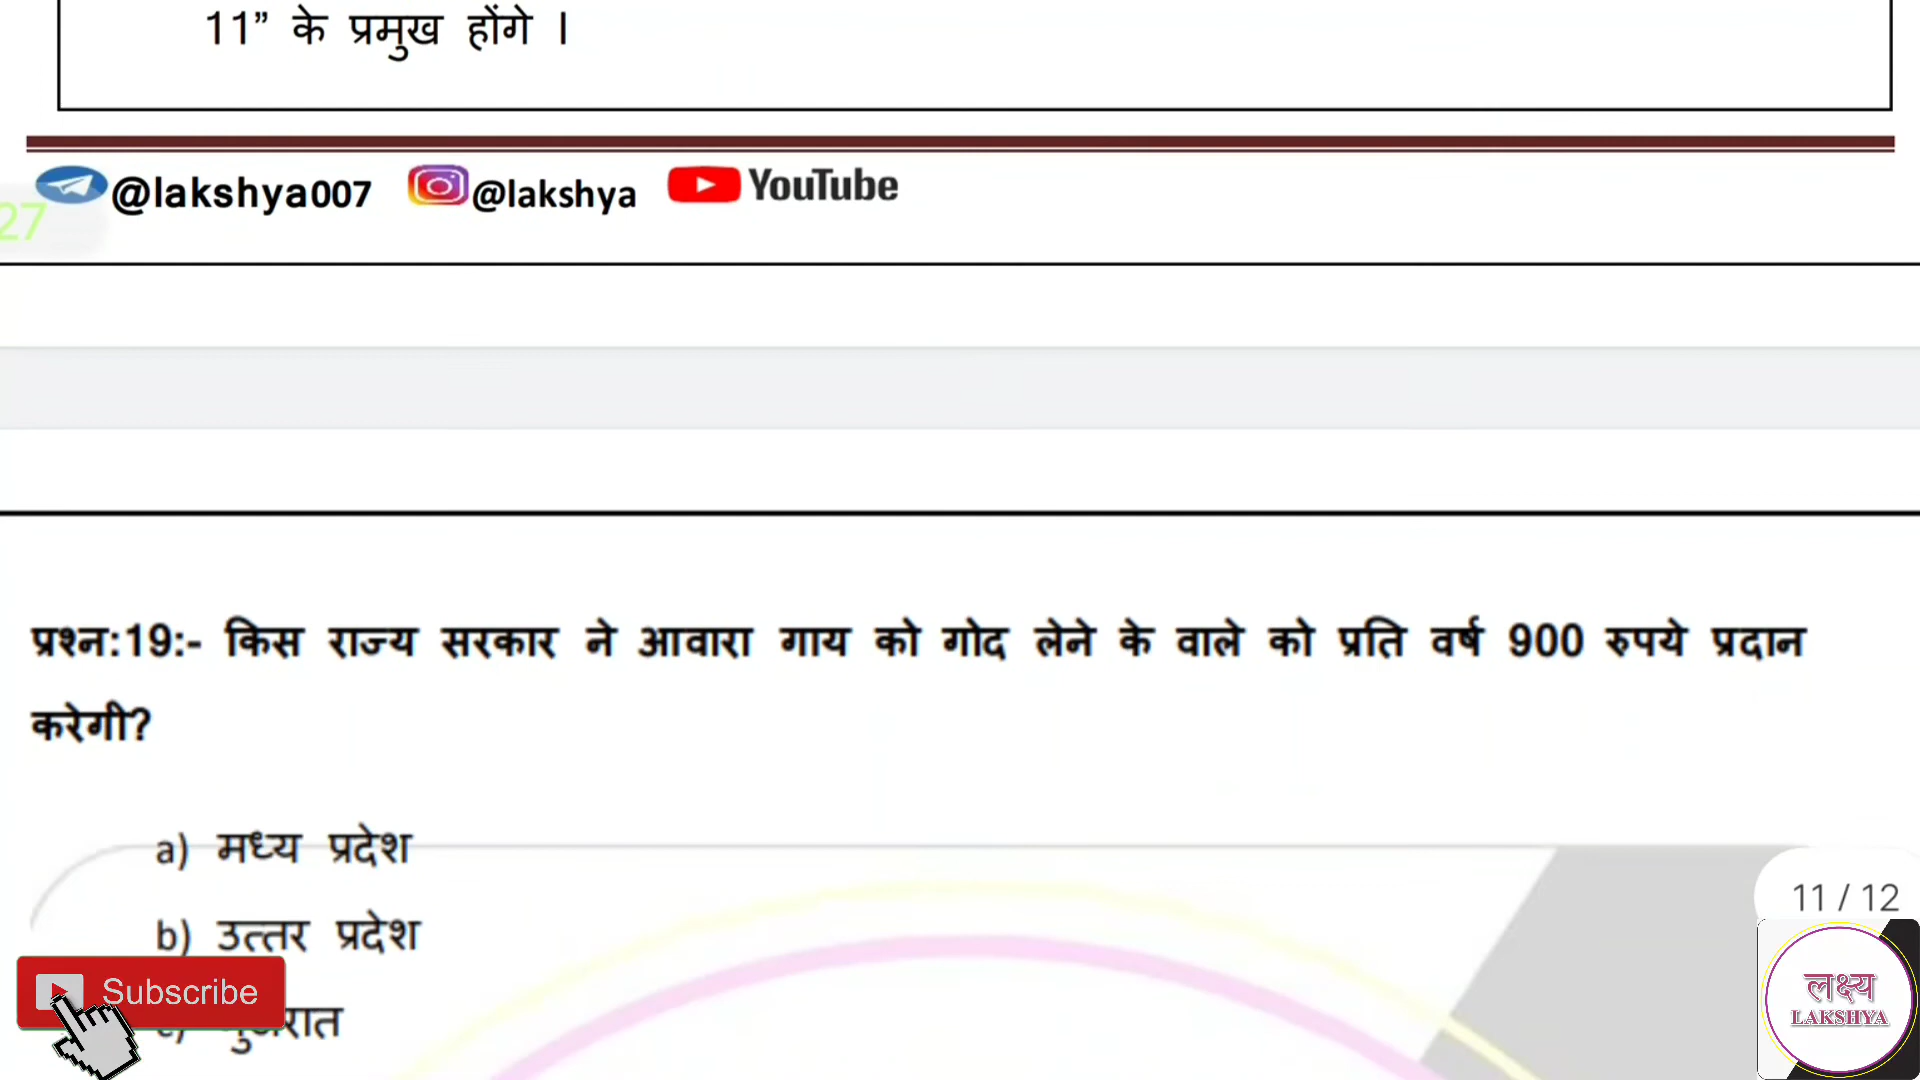 11” के प्रमुख होंगे ।
@lakshya007 @lakshya YouTube
27
प्रश्न:19:- किस राज्य सरकार ने आवारा गाय को गोद लेने के वाले को प्रति वर्ष 900 रुपये प्रदान
करेगी?
a) मध्य प्रदेश
b) उत्तर प्रदेश
11 / 12
Subscribe
लक्ष्य
LAKSHYA